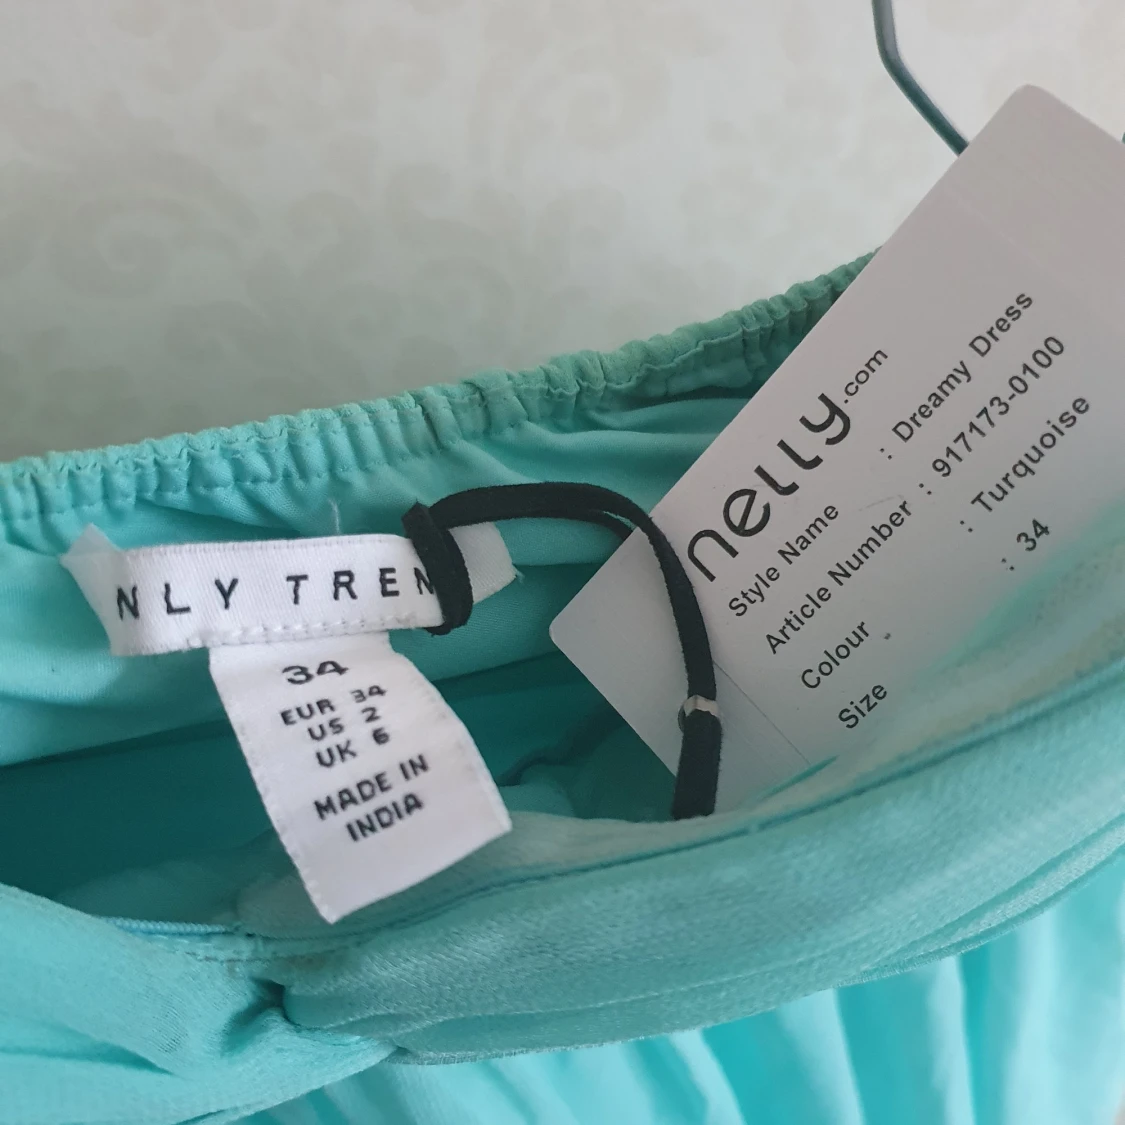 NLY TREN
34
EUR 34
US 2
UK 6
MADE IN
INDIA
nelly.com
Style Name : Dreamy Dress
Article Number : 917173-0100
Colour : Turquoise
Size : 34